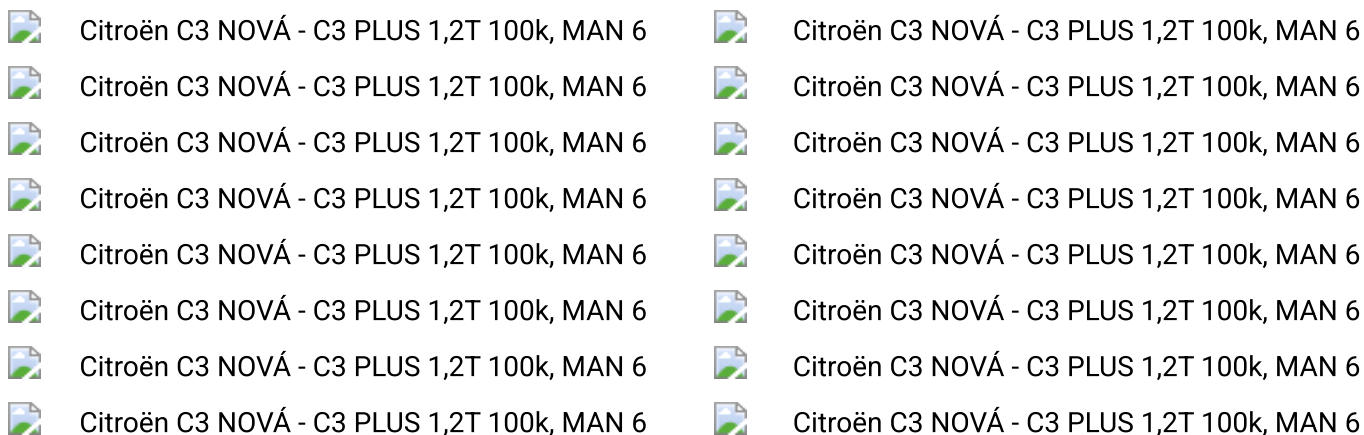 Citroën C3 NOVÁ - C3 PLUS 1,2T 100k, MAN 6 Citroën C3 NOVÁ - C3 PLUS 1,2T 100k, MAN 6
Citroën C3 NOVÁ - C3 PLUS 1,2T 100k, MAN 6 Citroën C3 NOVÁ - C3 PLUS 1,2T 100k, MAN 6
Citroën C3 NOVÁ - C3 PLUS 1,2T 100k, MAN 6 Citroën C3 NOVÁ - C3 PLUS 1,2T 100k, MAN 6
Citroën C3 NOVÁ - C3 PLUS 1,2T 100k, MAN 6 Citroën C3 NOVÁ - C3 PLUS 1,2T 100k, MAN 6
Citroën C3 NOVÁ - C3 PLUS 1,2T 100k, MAN 6 Citroën C3 NOVÁ - C3 PLUS 1,2T 100k, MAN 6
Citroën C3 NOVÁ - C3 PLUS 1,2T 100k, MAN 6 Citroën C3 NOVÁ - C3 PLUS 1,2T 100k, MAN 6
Citroën C3 NOVÁ - C3 PLUS 1,2T 100k, MAN 6 Citroën C3 NOVÁ - C3 PLUS 1,2T 100k, MAN 6
Citroën C3 NOVÁ - C3 PLUS 1,2T 100k, MAN 6 Citroën C3 NOVÁ - C3 PLUS 1,2T 100k, MAN 6